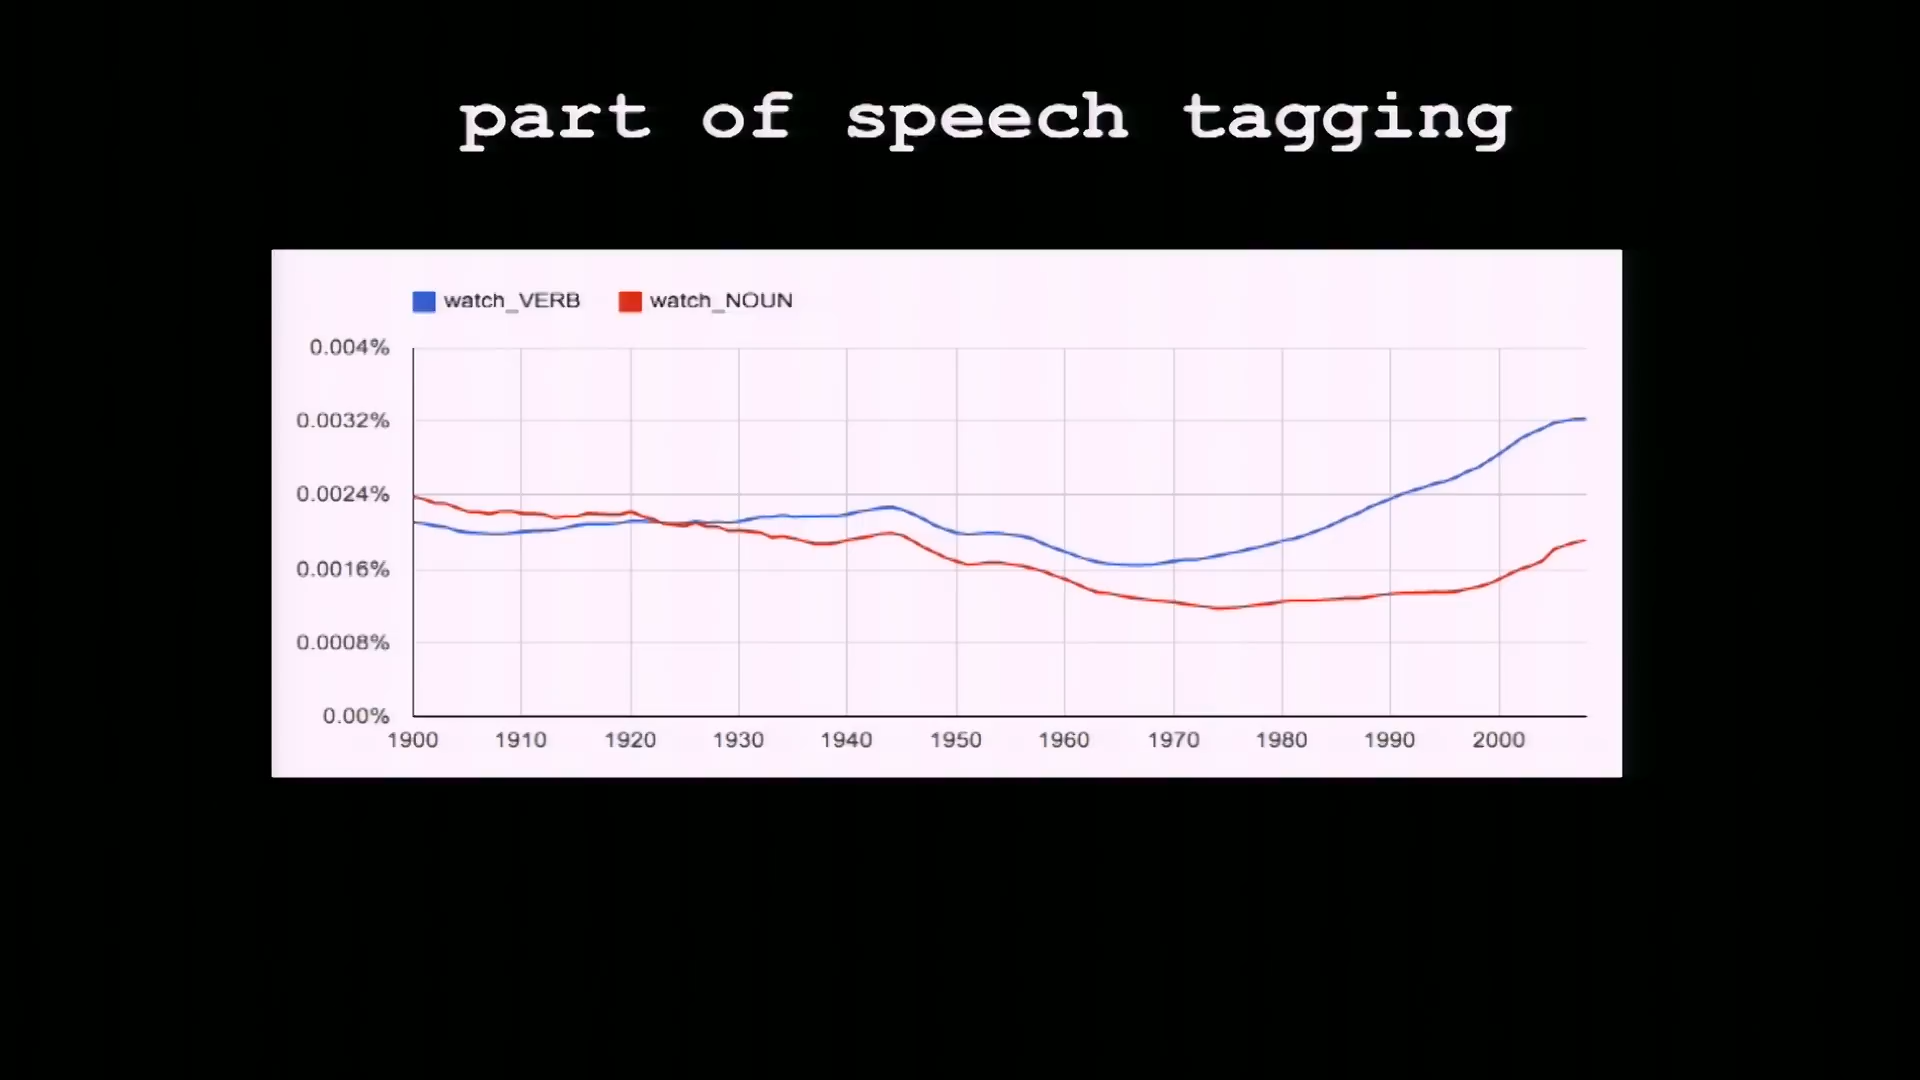 part of speech tagging
watch_VERB watch_NOUN
0.004%
0.0032%
0.0024%
0.0016%
0.0008%
0.00%
1900 1910 1920 1930 1940 1950 1960 1970 1980 1990 2000